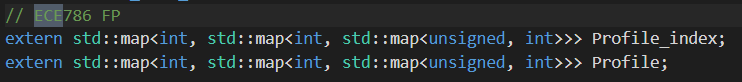 // ECE786 FP
extern std::map<int, std::map<int, std::map<unsigned, int>>> Profile_index;
extern std::map<int, std::map<int, std::map<unsigned, int>>> Profile;